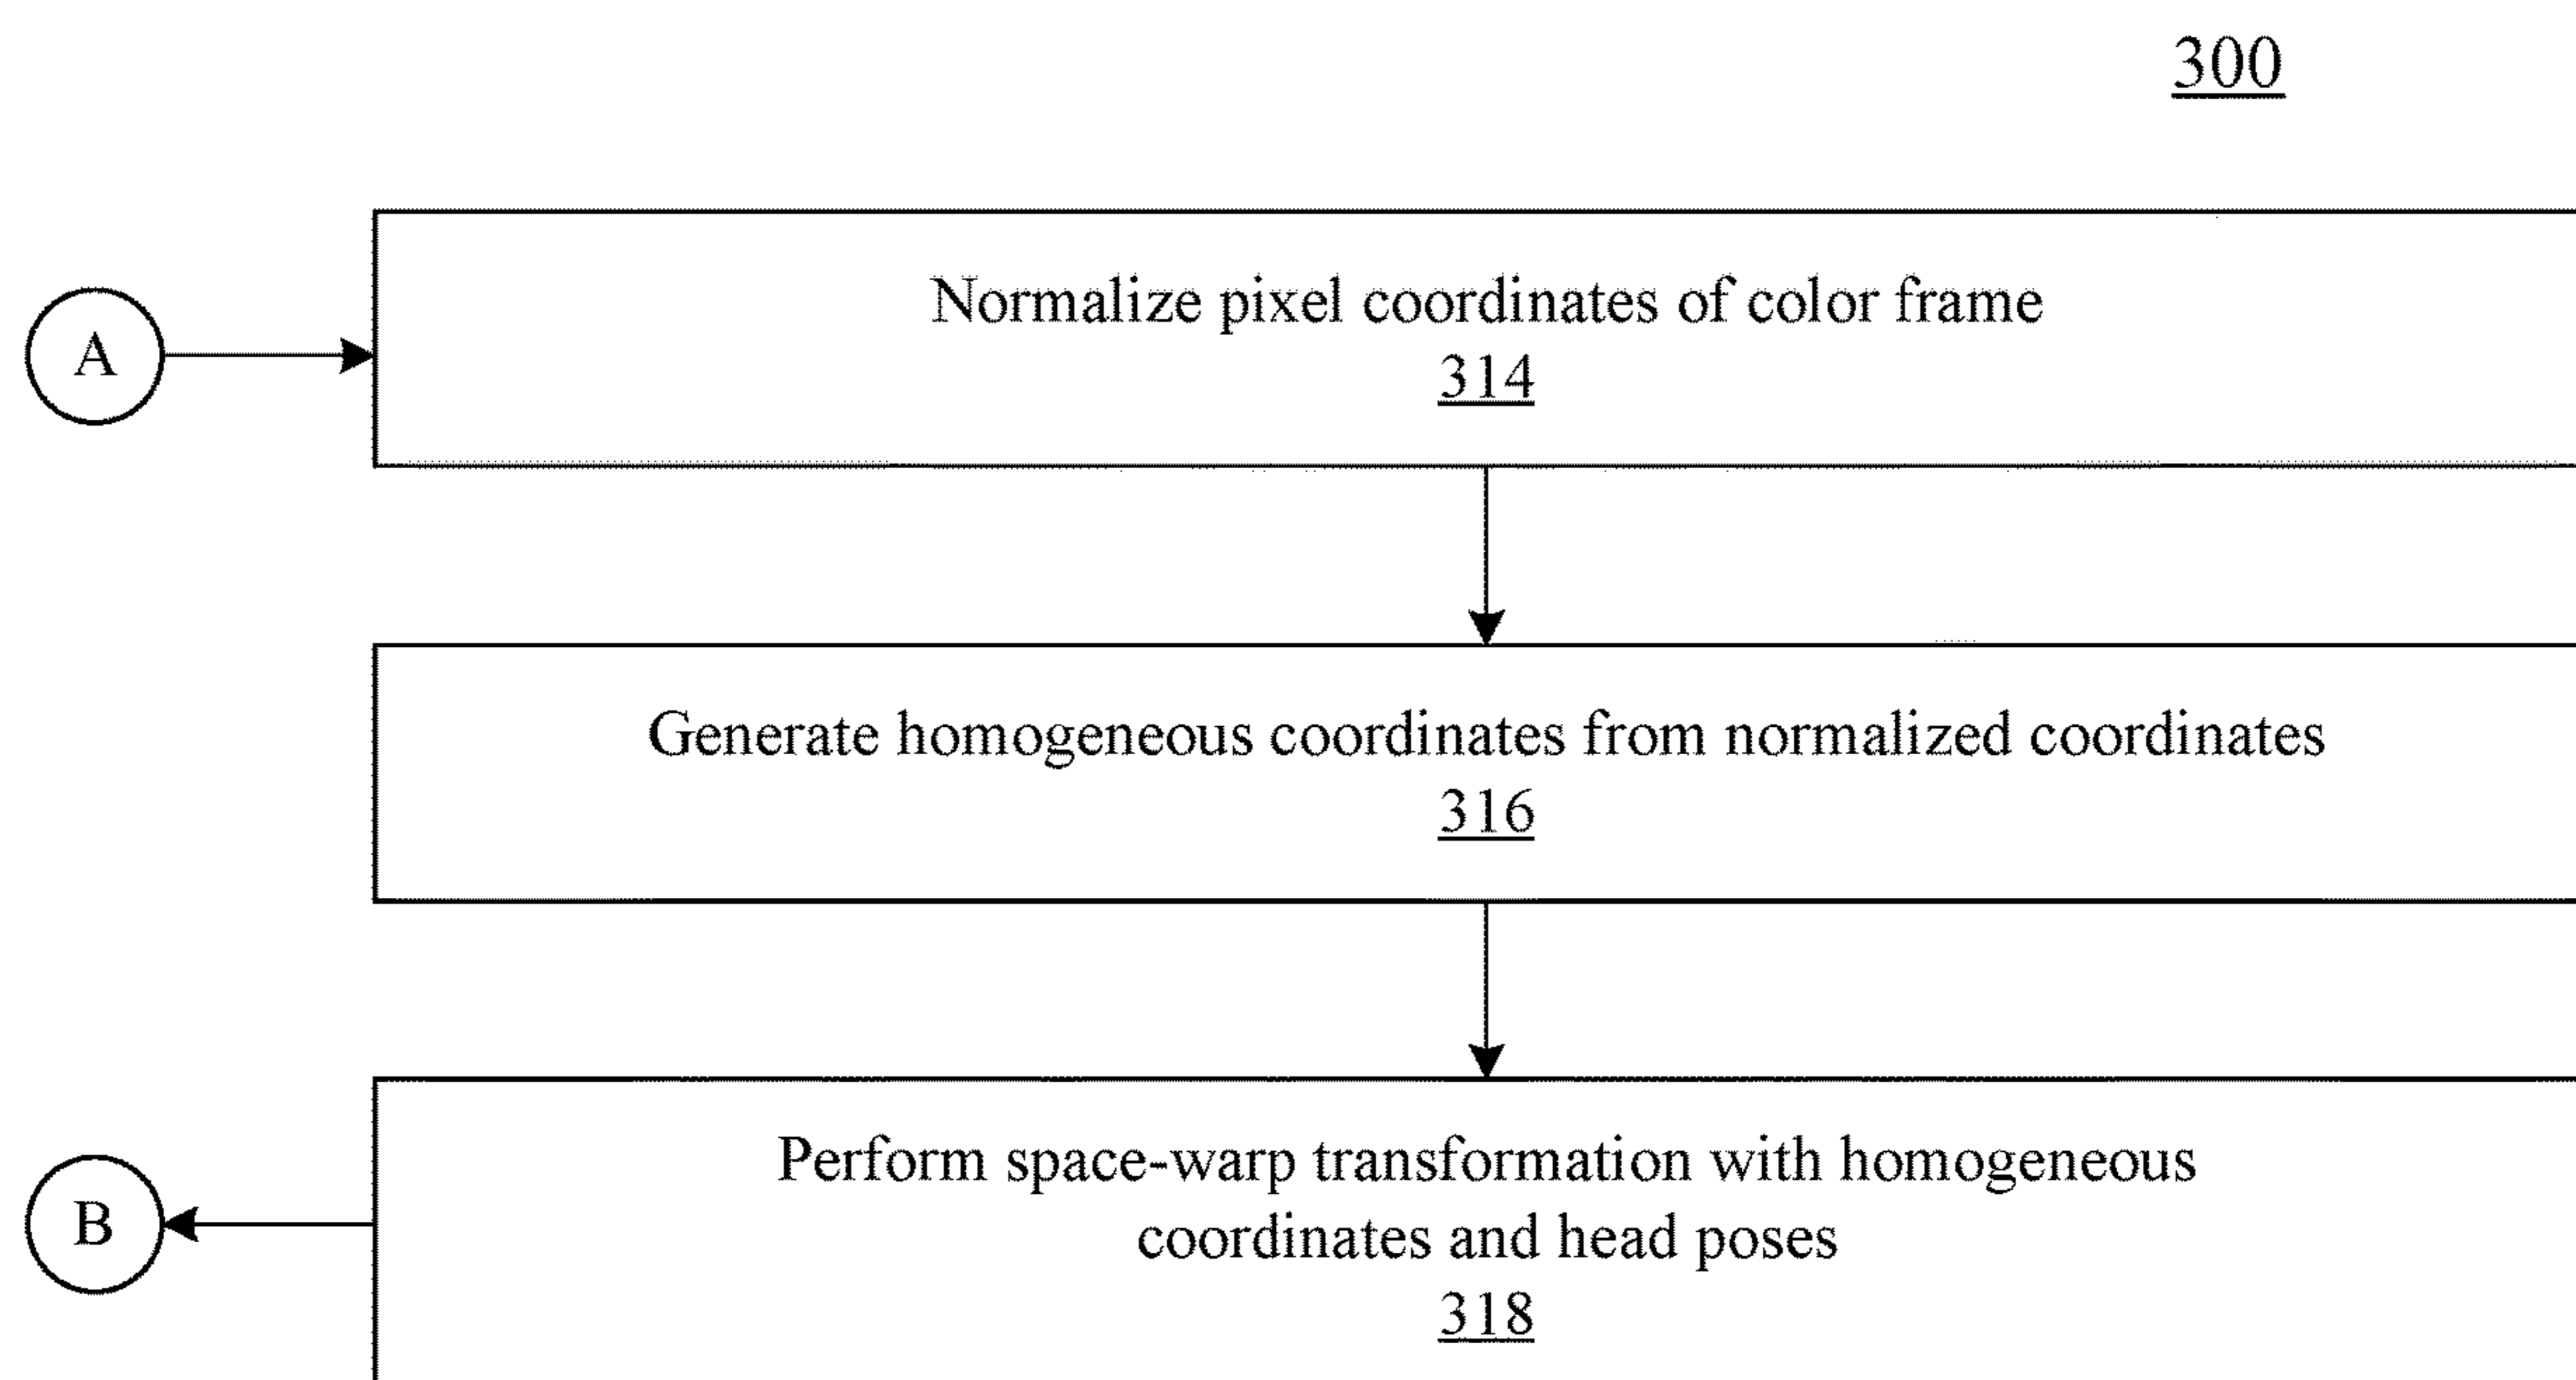 300
A
Normalize pixel coordinates of color frame
314
Generate homogeneous coordinates from normalized coordinates
316
Perform space-warp transformation with homogeneous
coordinates and head poses
318
B